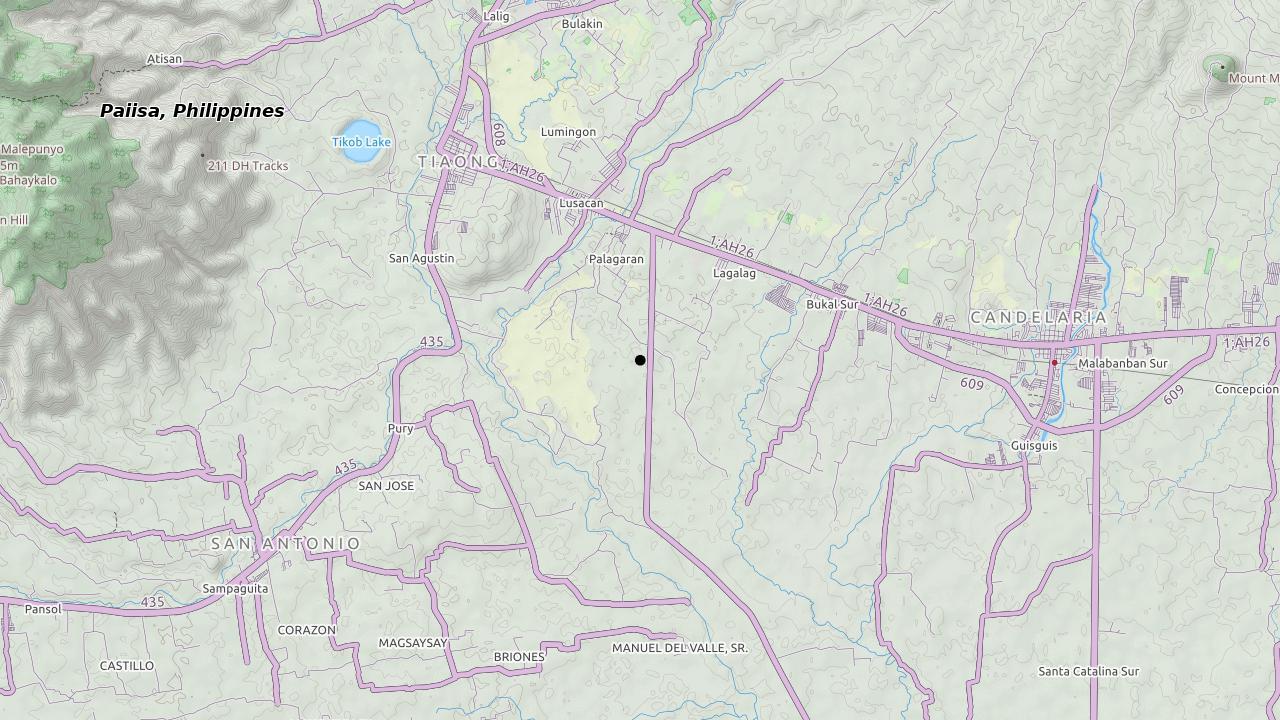 Lalig
Bulakin
Atisan
Mount M
Paiisa, Philippines
608
Lumingon
Tikob Lake
Malepunyo
5m
Bahaykalo
211 DH Tracks
TIAONG
1;AH26
Lusacan
n Hill
San Agustin
Palagaran
1;AH26
Lagalag
Bukal Sur
1;AH26
CANDELARIA
435
1;AH26
Malabanban Sur
609
609
Concepcion
Pury
Guisguis
435
SAN JOSE
SAN ANTONIO
Sampaguita
435
Pansol
CORAZON
MAGSAYSAY
BRIONES
MANUEL DEL VALLE, SR.
CASTILLO
Santa Catalina Sur